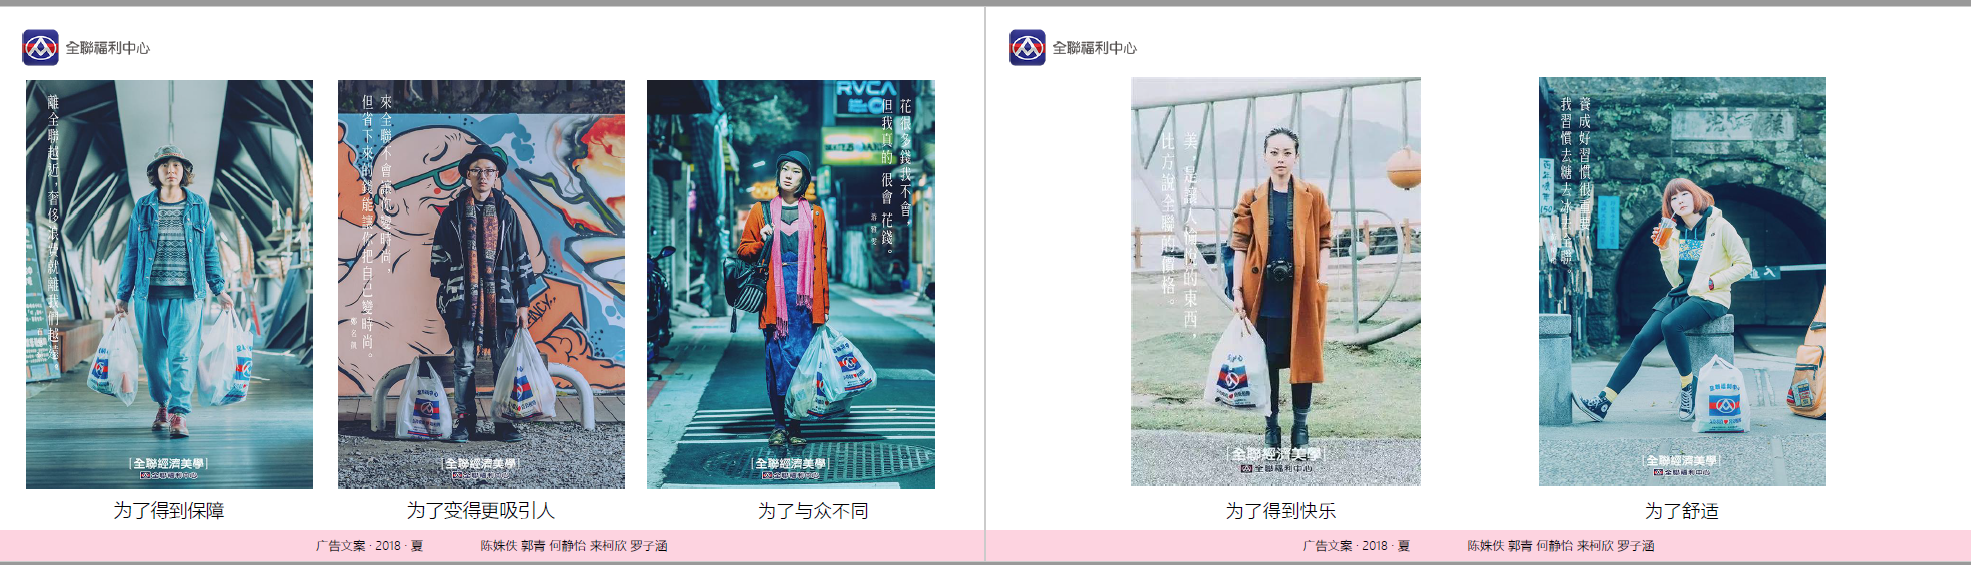 全聯福利中心
離全聯越近,奢侈浪費就離我們越遠
[全聯經濟美學]
全聯福利中心
为了得到保障
來全聯不會讓你變時尚,
但省下來的錢能讓你把自己變時尚。
[全聯經濟美學]
全聯福利中心
为了变得更吸引人
RVCA
花很多錢我不會,
但我真的很會花錢。
[全聯經濟美學]
全聯福利中心
为了与众不同
广告文案 · 2018 · 夏
陈姝佚 郭青 何静怡 来柯欣 罗子涵
全聯福利中心
美,是讓人愉悅的東西,
比方說全聯的價格。
[全聯經濟美學]
全聯福利中心
为了得到快乐
養成好習慣很重要,
我習慣去糖去冰去全聯。
[全聯經濟美學]
全聯福利中心
为了舒适
广告文案 · 2018 · 夏
陈姝佚 郭青 何静怡 来柯欣 罗子涵